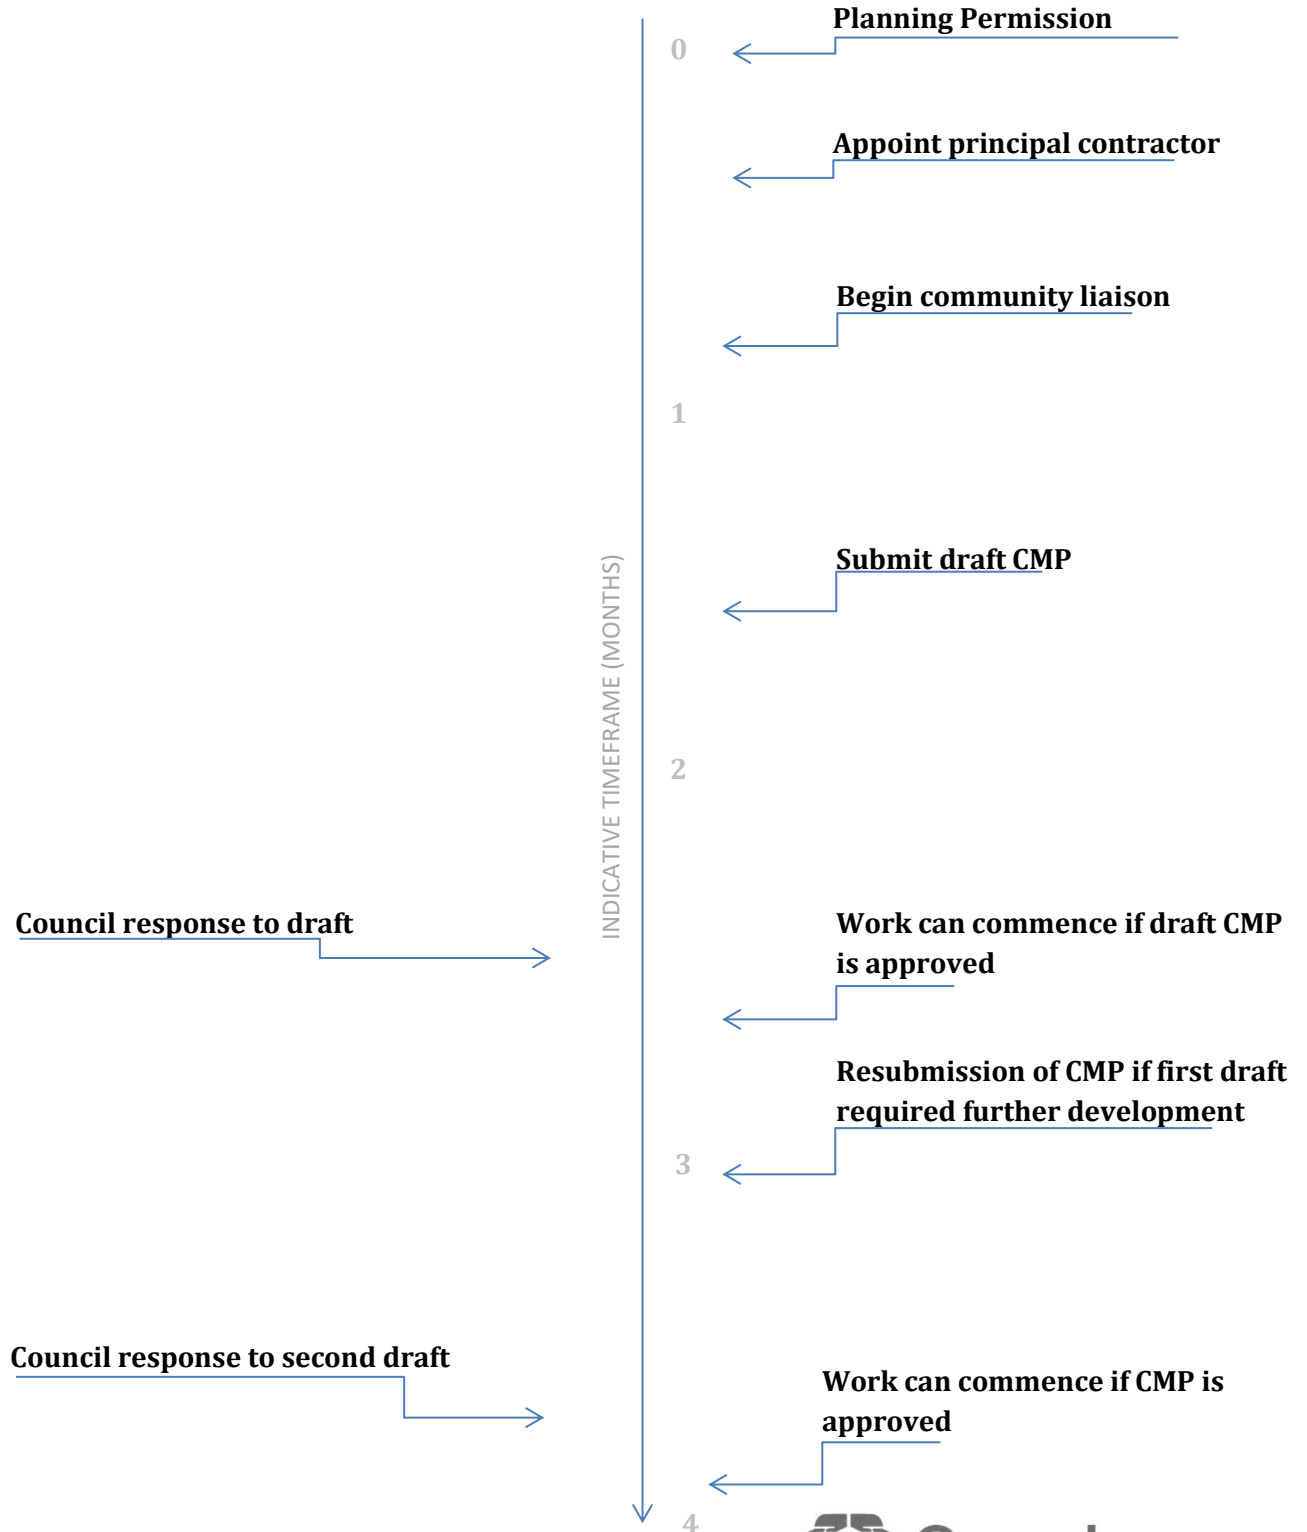 Planning Permission
0
Appoint principal contractor
Begin community liaison
1
Submit draft CMP
INDICATIVE TIMEFRAME (MONTHS)
2
Council response to draft
Work can commence if draft CMP
is approved
Resubmission of CMP if first draft
required further development
3
Council response to second draft
Work can commence if CMP is
approved
4